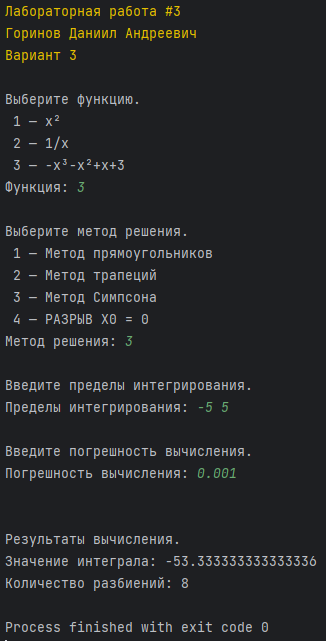 Лабораторная работа #3
Горинов Даниил Андреевич
Вариант 3
Выберите функцию.
1 — x²
2 — 1/x
3 — -x³-x²+x+3
Функция: 3
Выберите метод решения.
1 — Метод прямоугольников
2 — Метод трапеций
3 — Метод Симпсона
4 — РАЗРЫВ X0 = 0
Метод решения: 3
Введите пределы интегрирования.
Пределы интегрирования: -5 5
Введите погрешность вычисления.
Погрешность вычисления: 0.001
Результаты вычисления.
Значение интеграла: -53.333333333333336
Количество разбиений: 8
Process finished with exit code 0